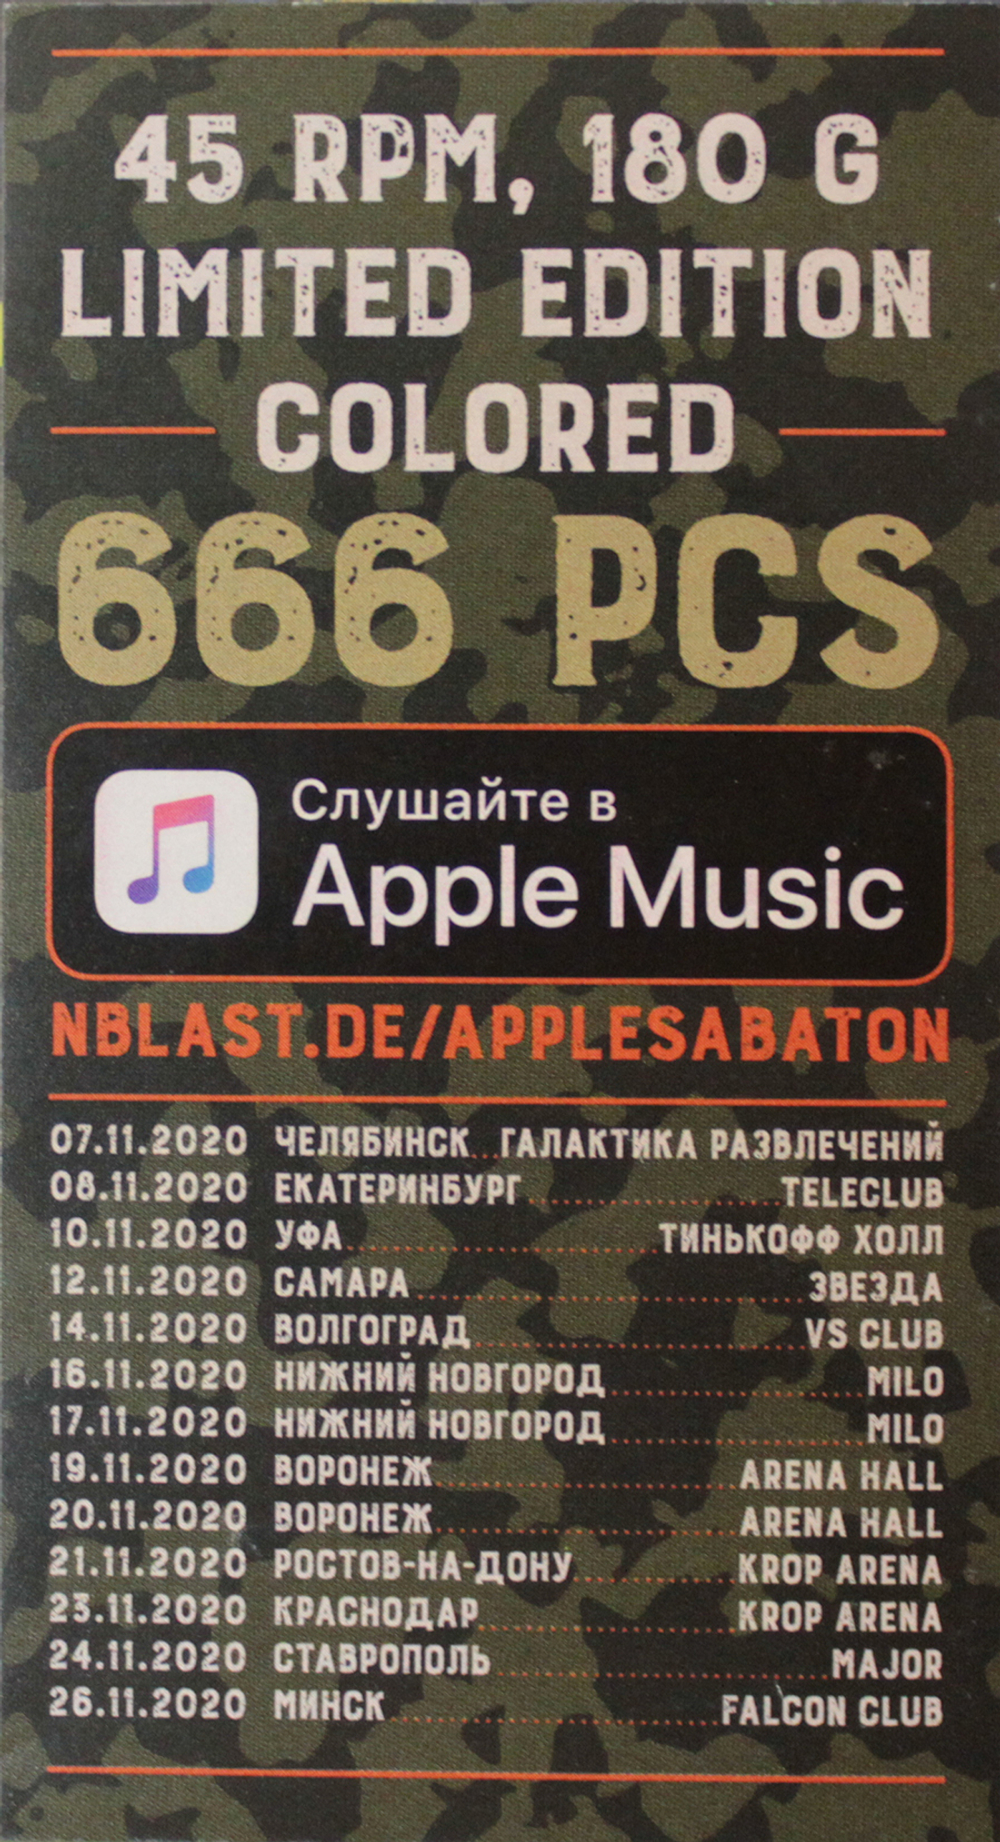 45 RPM, 180 G
LIMITED EDITION
COLORED
666 PCS
Слушайте в
Apple Music
NBLAST.DE/APPLESABATON
07.11.2020 ЧЕЛЯБИНСК...ГАЛАКТИКА РАЗВЛЕЧЕНИЙ
08.11.2020 ЕКАТЕРИНБУРГ........................TELECLUB
10.11.2020 УФА........................ТИНЬКОФФ ХОЛЛ
12.11.2020 САМАРА........................ЗВЕЗДА
14.11.2020 ВОЛГОГРАД........................VS CLUB
16.11.2020 НИЖНИЙ НОВГОРОД........................MILO
17.11.2020 НИЖНИЙ НОВГОРОД........................MILO
19.11.2020 ВОРОНЕЖ........................ARENA HALL
20.11.2020 ВОРОНЕЖ........................ARENA HALL
21.11.2020 РОСТОВ-НА-ДОНУ................KROP ARENA
23.11.2020 КРАСНОДАР........................KROP ARENA
24.11.2020 СТАВРОПОЛЬ........................MAJOR
26.11.2020 МИНСК........................FALCON CLUB